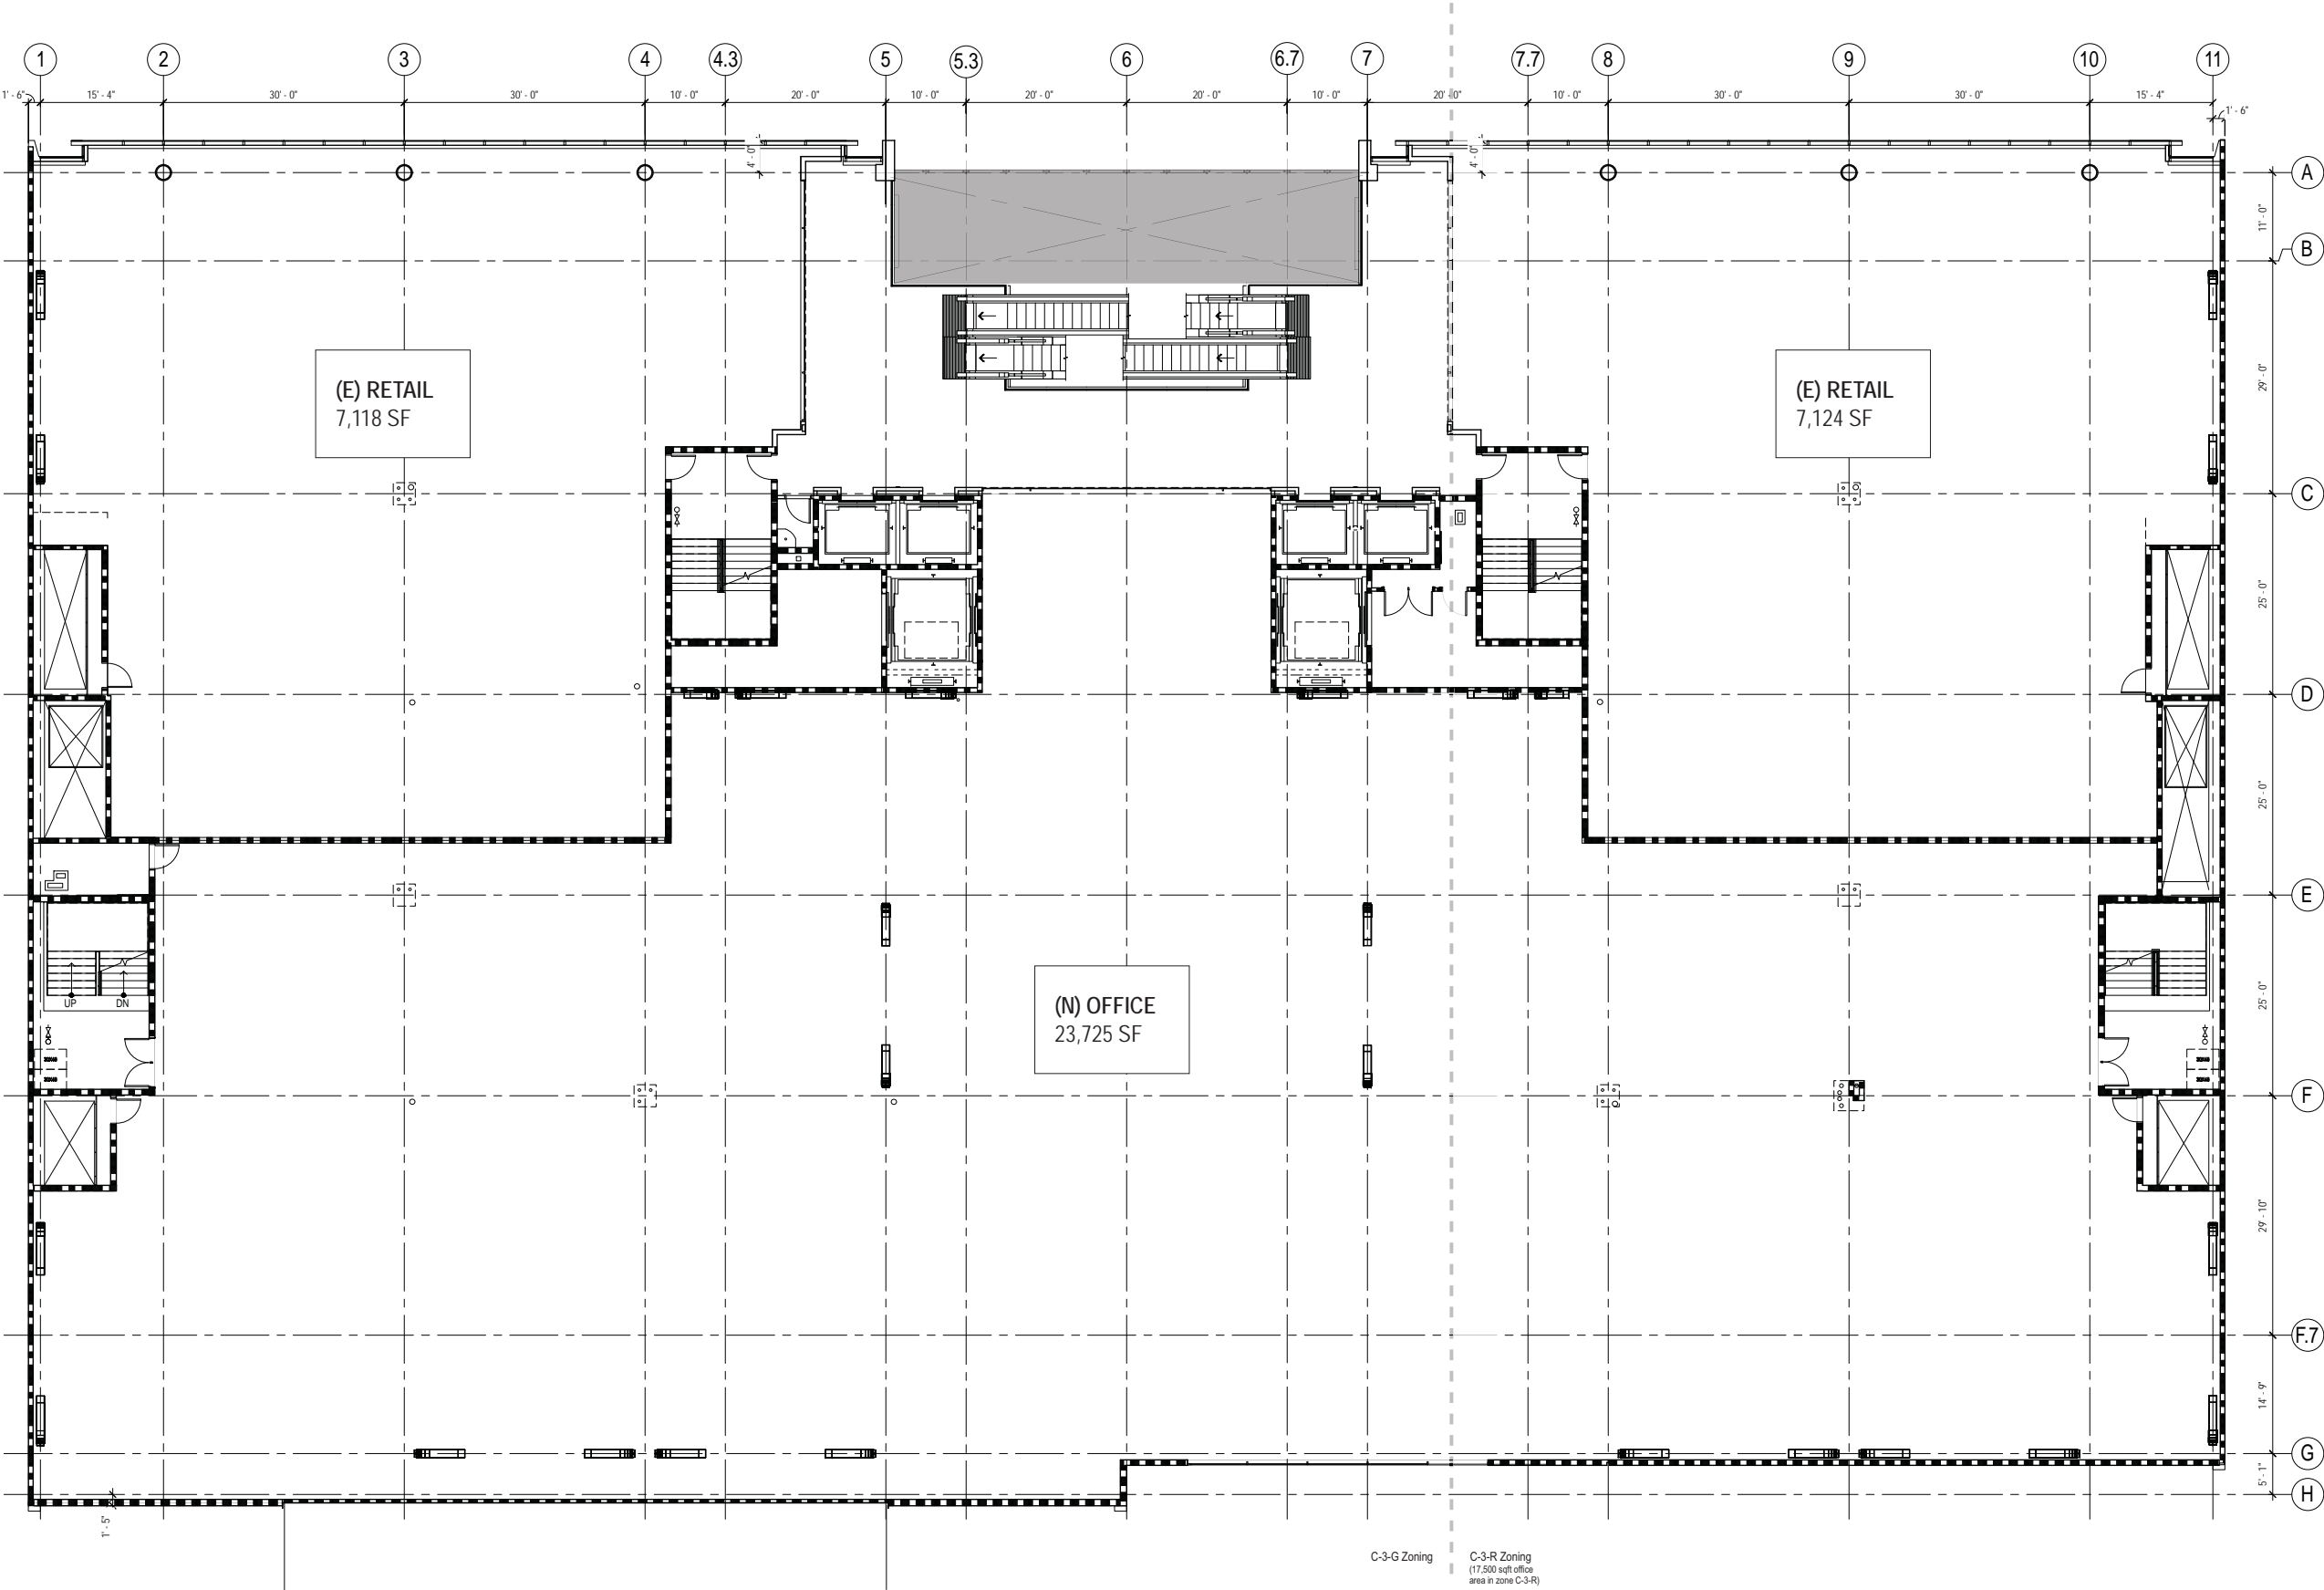 1
2
3
4
4.3
5
5.3
6
6.7
7
7.7
8
9
10
11
1' - 6"
15' - 4"
30' - 0"
30' - 0"
10' - 0"
20' - 0"
10' - 0"
20' - 0"
20' - 0"
10' - 0"
20' - 0"
10' - 0"
30' - 0"
30' - 0"
15' - 4"
1' - 6"
4' - 0"
4' - 0"
A
11' - 0"
B
29' - 0"
(E) RETAIL
7,118 SF
(E) RETAIL
7,124 SF
C
25' - 0"
D
25' - 0"
E
UP
DN
25' - 0"
(N) OFFICE
23,725 SF
F
29' - 10"
F.7
14' - 9"
G
5' - 1"
H
1' - 5"
C-3-G Zoning
C-3-R Zoning
(17,500 sqft office
area in zone C-3-R)